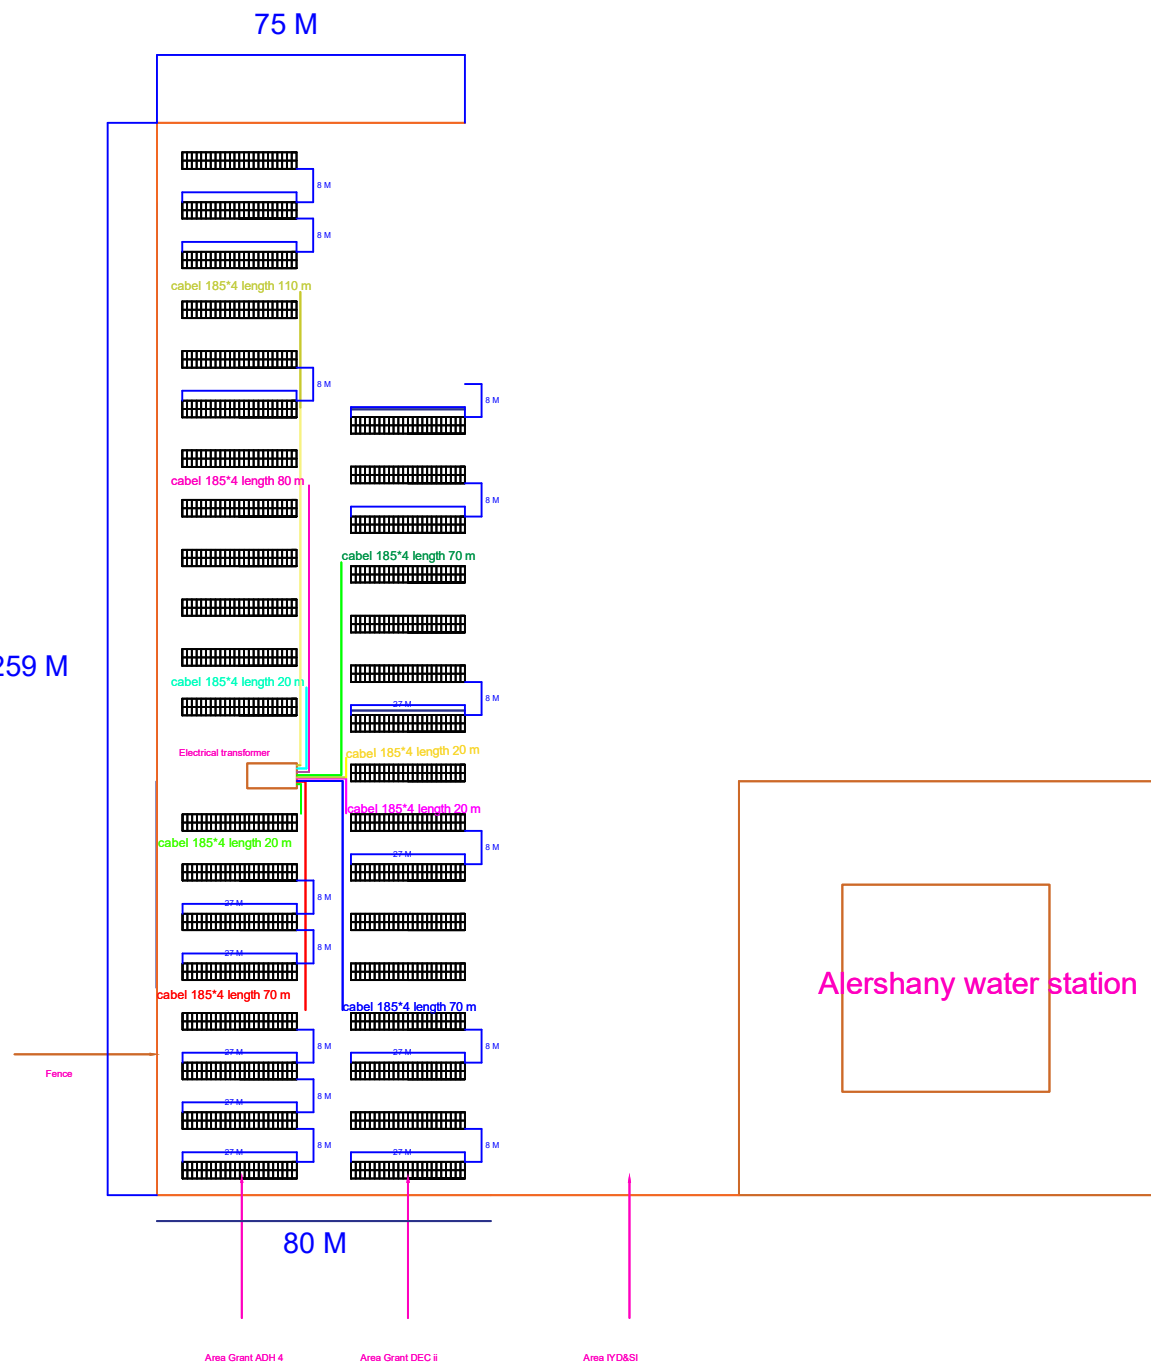 75 M
8 M
8 M
cabel 185*4 length 110 m
8 M
8 M
cabel 185*4 length 80 m
8 M
cabel 185*4 length 70 m
259 M
cabel 185*4 length 20 m
8 M
27 M
Electrical transformer
cabel 185*4 length 20 m
cabel 185*4 length 20 m
cabel 185*4 length 20 m
8 M
27 M
8 M
27 M
8 M
27 M
Alershany water station
cabel 185*4 length 70 m
cabel 185*4 length 70 m
8 M
8 M
27 M
27 M
Fence
8 M
27 M
8 M
8 M
27 M
27 M
80 M
Area Grant ADH 4
Area Grant DEC ii
Area IYD&SI